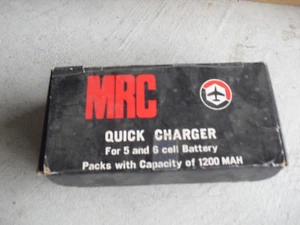 MRC
QUICK CHARGER
For 5 and 6 cell Battery
Packs with Capacity of 1200 MAH